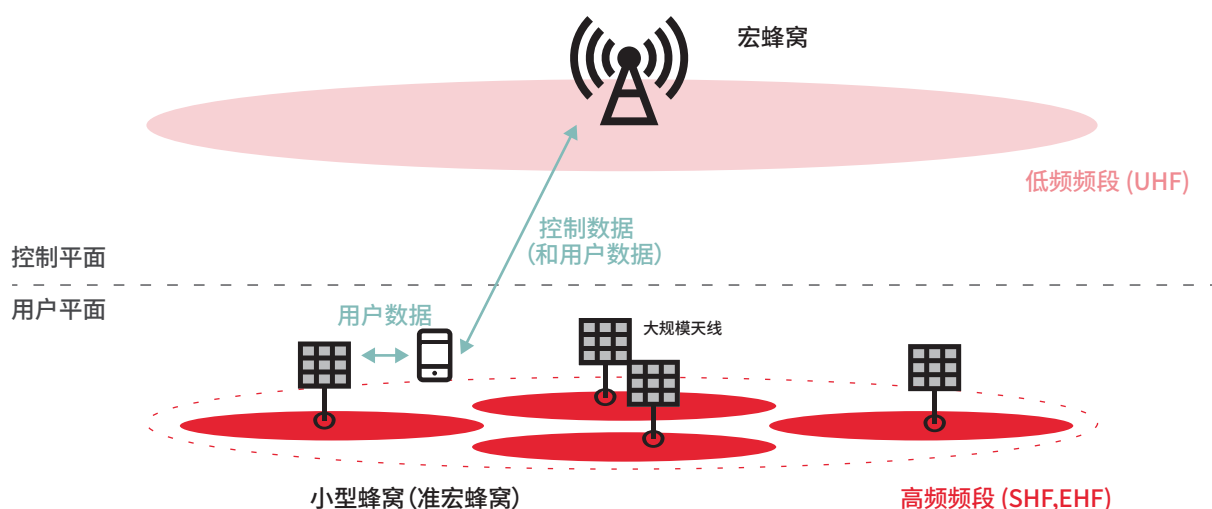 宏蜂窝
低频频段 (UHF)
控制数据
（和用户数据）
控制平面
用户平面
用户数据
大规模天线
小型蜂窝（准宏蜂窝）
高频频段 (SHF,EHF)